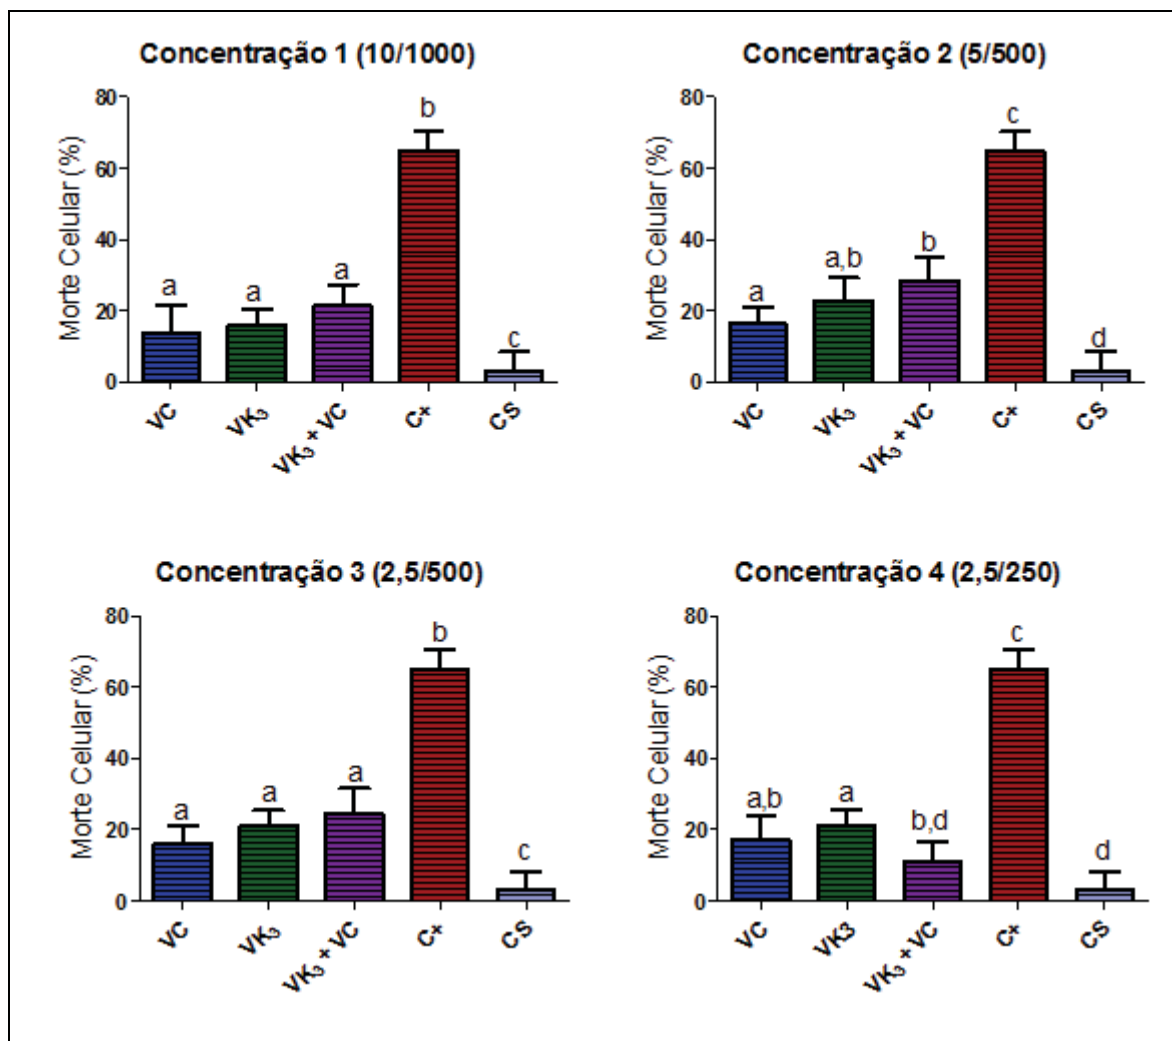 Concentração 1 (10/1000)
Morte Celular (%)
80
60
40
20
0
a
a
a
b
c
VC
VK₃
VK₃ + VC
C+
CS
Concentração 2 (5/500)
Morte Celular (%)
80
60
40
20
0
a
a,b
b
c
d
VC
VK₃
VK₃ + VC
C+
CS
Concentração 3 (2,5/500)
Morte Celular (%)
80
60
40
20
0
a
a
a
b
c
VC
VK₃
VK₃ + VC
C+
CS
Concentração 4 (2,5/250)
Morte Celular (%)
80
60
40
20
0
a,b
a
b,d
c
d
VC
VK3
VK₃ + VC
C+
CS